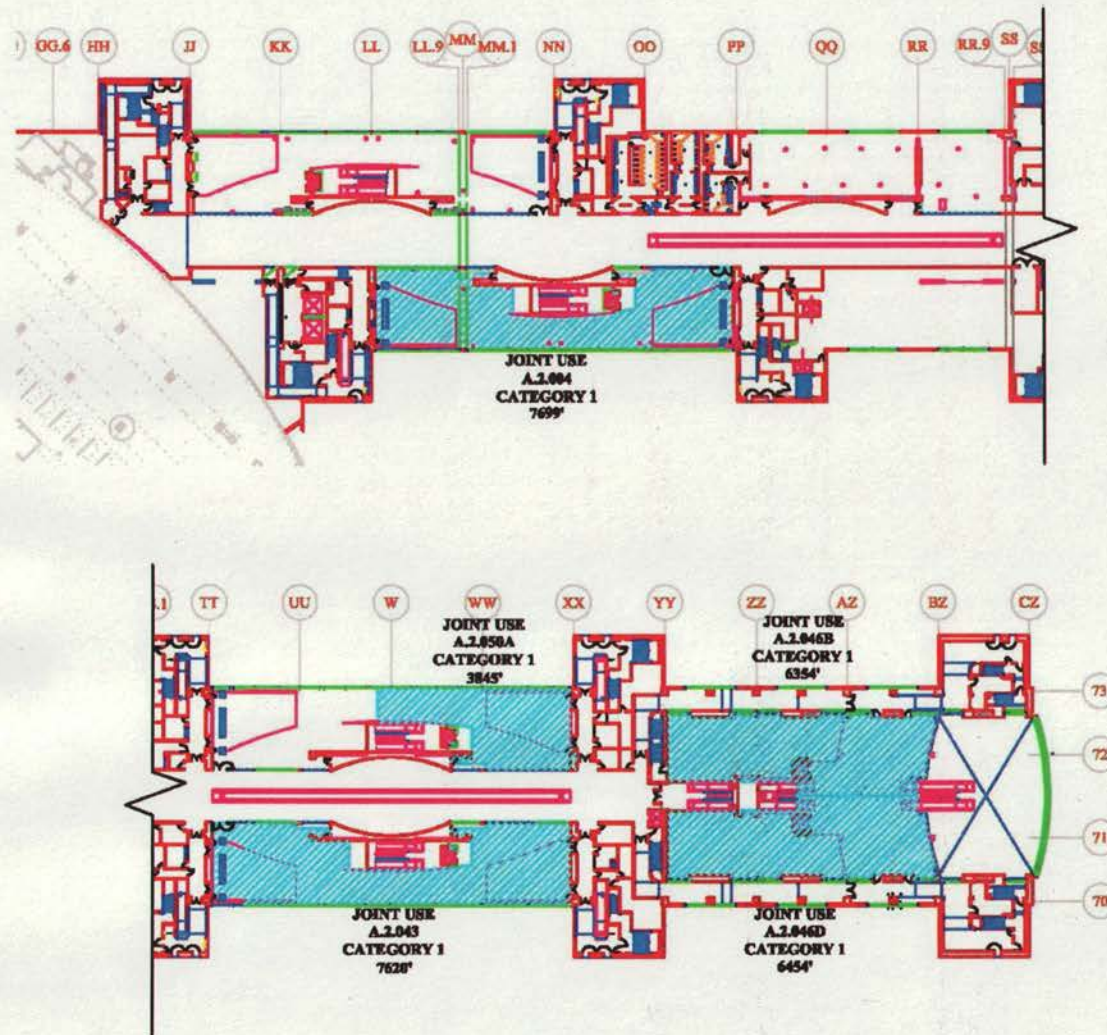 GG.6 HH JJ KK LL LL.9 MM MM.1 NN OO PP QQ RR RR.9 SS
JOINT USE
A.2.004
CATEGORY 1
7699'
TT UU W WW XX YY ZZ AZ BZ CZ
JOINT USE
A.2.050A
CATEGORY 1
3845'
JOINT USE
A.2.046B
CATEGORY 1
6354'
73
72
71
70
JOINT USE
A.2.043
CATEGORY 1
7620'
JOINT USE
A.2.046D
CATEGORY 1
6454'